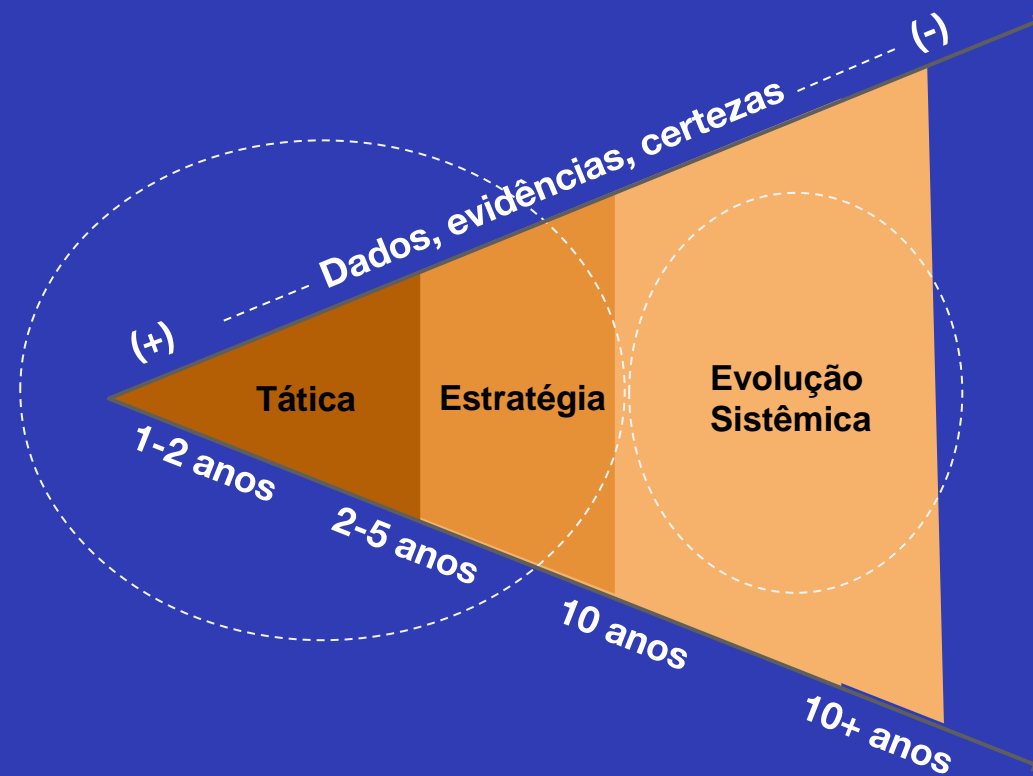 (-)
Dados, evidências, certezas
(+)
Tática
Estratégia
Evolução
Sistêmica
1-2 anos
2-5 anos
10 anos
10+ anos